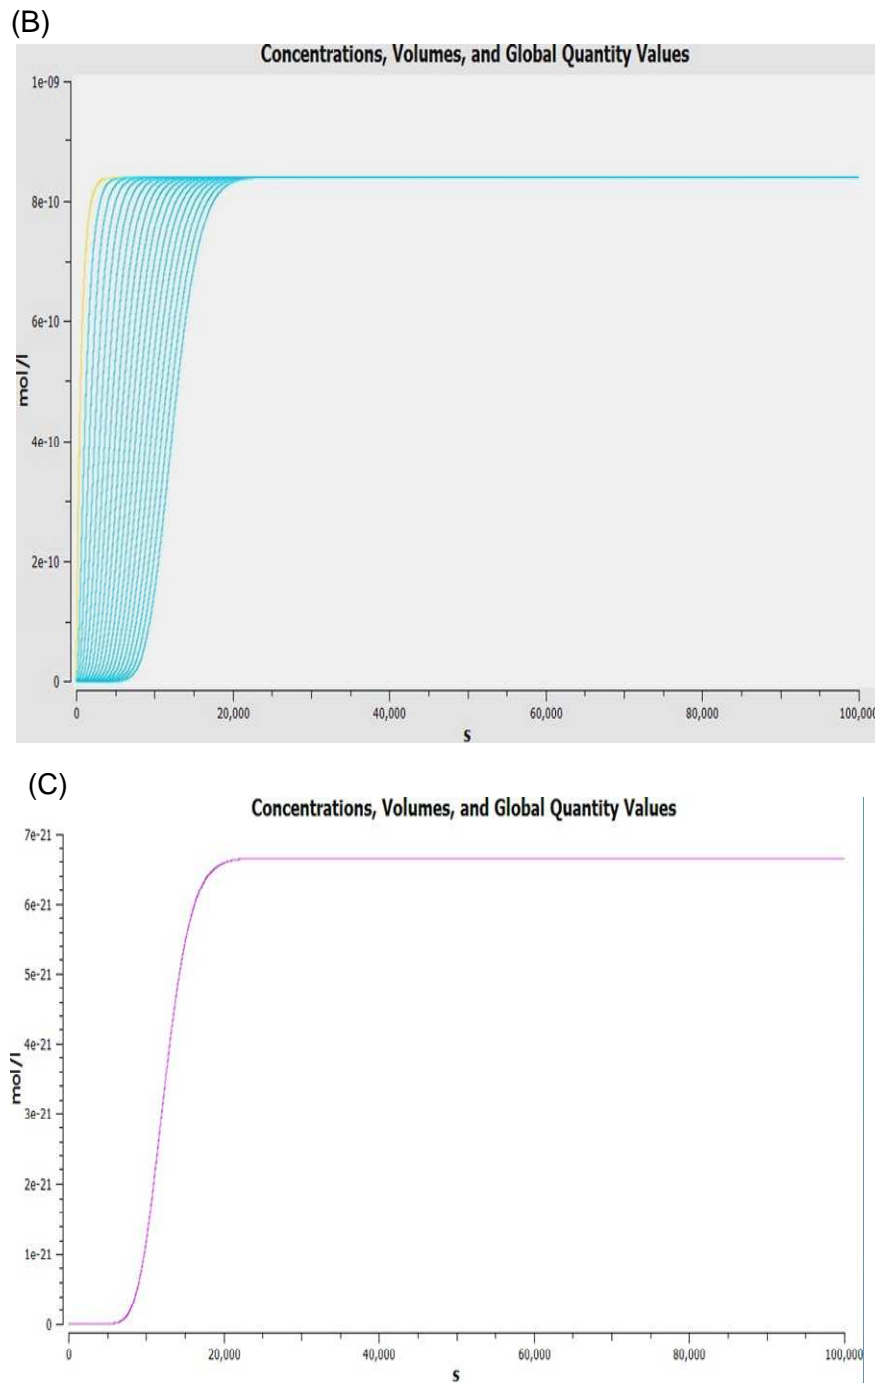 (B)
Concentrations, Volumes, and Global Quantity Values
1e-09
8e-10
6e-10
4e-10
2e-10
0
mol/l
0 20,000 40,000 60,000 80,000 100,000
s
(C)
Concentrations, Volumes, and Global Quantity Values
7e-21
6e-21
5e-21
4e-21
3e-21
2e-21
1e-21
0
mol/l
0 20,000 40,000 60,000 80,000 100,000
s